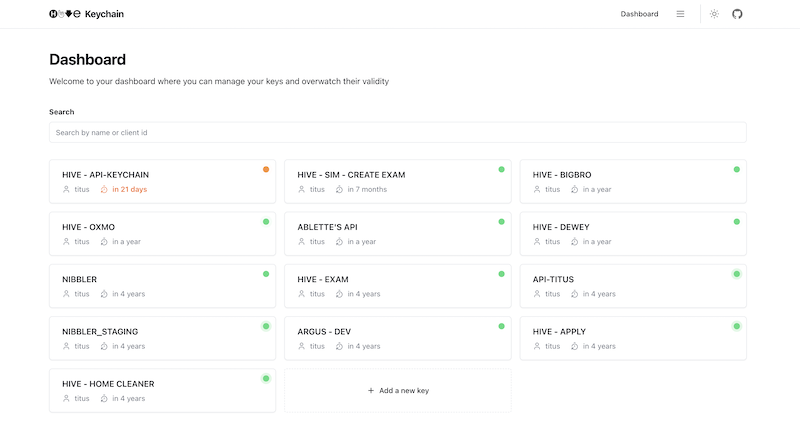 Keychain
Dashboard
Dashboard
Welcome to your dashboard where you can manage your keys and overwatch their validity
Search
Search by name or client id
HIVE - API-KEYCHAIN
titus in 21 days
HIVE - SIM - CREATE EXAM
titus in 7 months
HIVE - BIGBRO
titus in a year
HIVE - OXMO
titus in a year
ABLETTE'S API
titus in a year
HIVE - DEWEY
titus in a year
NIBBLER
titus in 4 years
HIVE - EXAM
titus in 4 years
API-TITUS
titus in 4 years
NIBBLER_STAGING
titus in 4 years
ARGUS - DEV
titus in 4 years
HIVE - APPLY
titus in 4 years
HIVE - HOME CLEANER
titus in 4 years
+ Add a new key